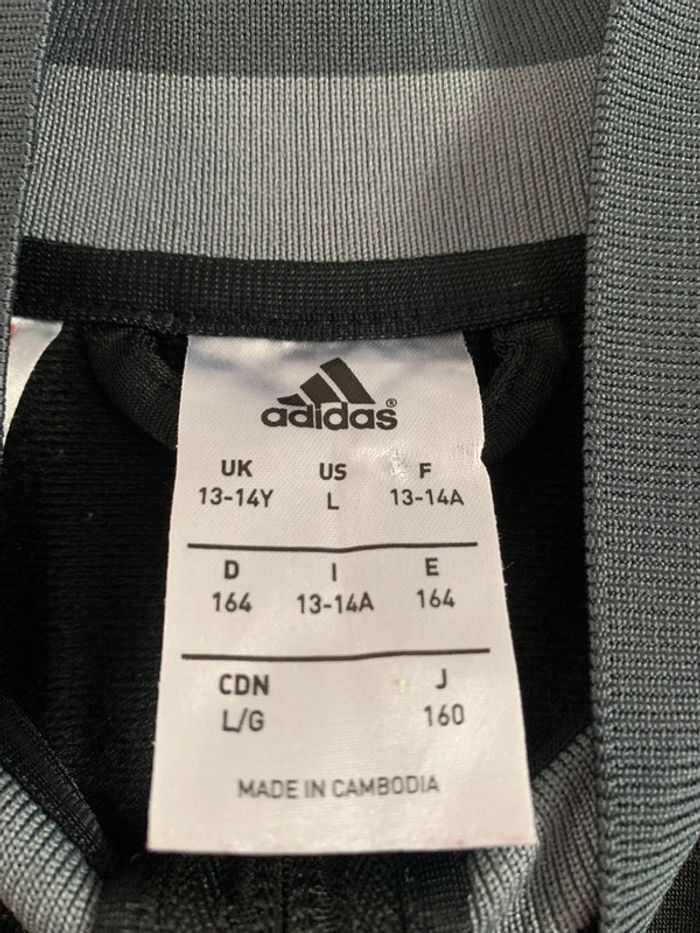 adidas®
UK US F
13-14Y L 13-14A
D I E
164 13-14A 164
CDN J
L/G 160
MADE IN CAMBODIA